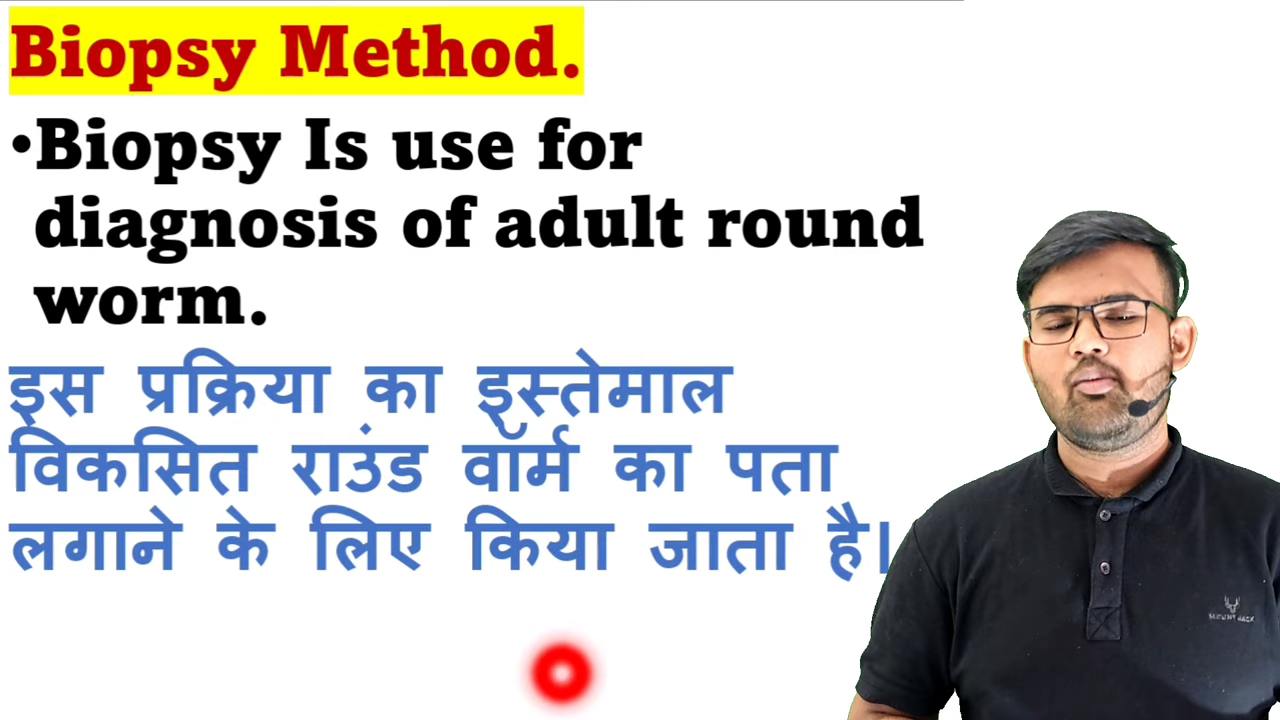 Biopsy Method.
•Biopsy Is use for
diagnosis of adult round
worm.
इस प्रक्रिया का इस्तेमाल
विकसित राउंड वॉर्म का पता
लगाने के लिए किया जाता है।